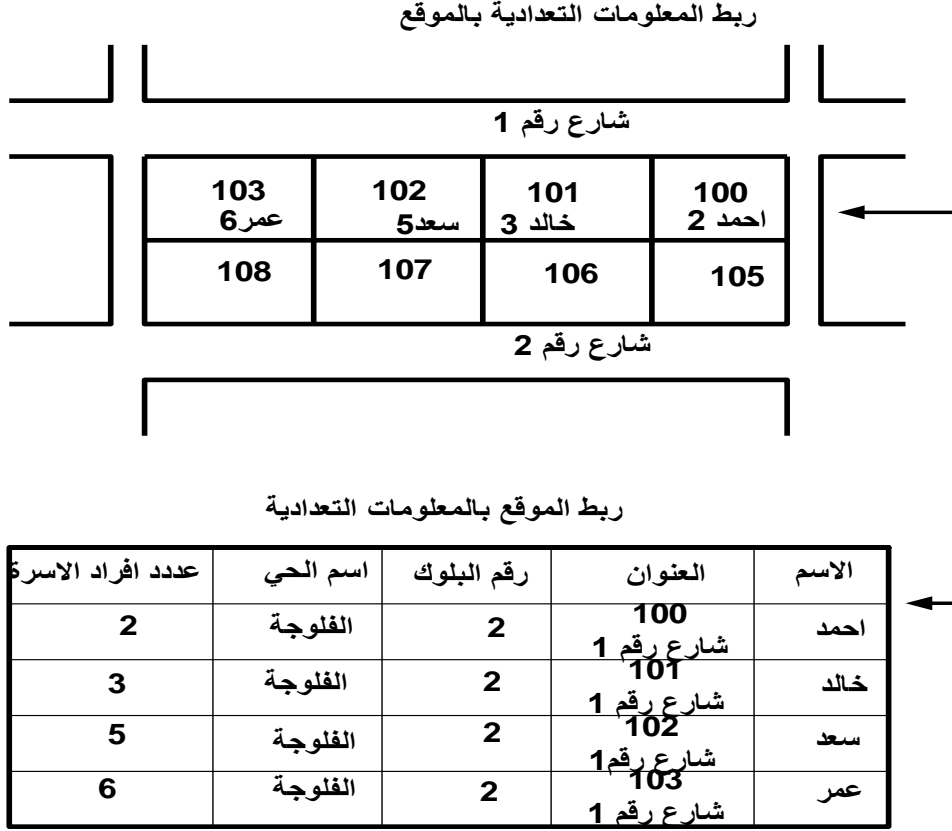 ربط المعلومات التعدادية بالموقع
شارع رقم 1
100 101 102 103
احمد 2 خالد 3 سعد5 عمر6
105 106 107 108
شارع رقم 2
ربط الموقع بالمعلومات التعدادية
الاسم العنوان رقم البلوك اسم الحي عددد افراد الاسرة
احمد 100 شارع رقم 1 2 الفلوجة 2
خالد 101 شارع رقم 1 2 الفلوجة 3
سعد 102 شارع رقم1 2 الفلوجة 5
عمر 103 شارع رقم 1 2 الفلوجة 6